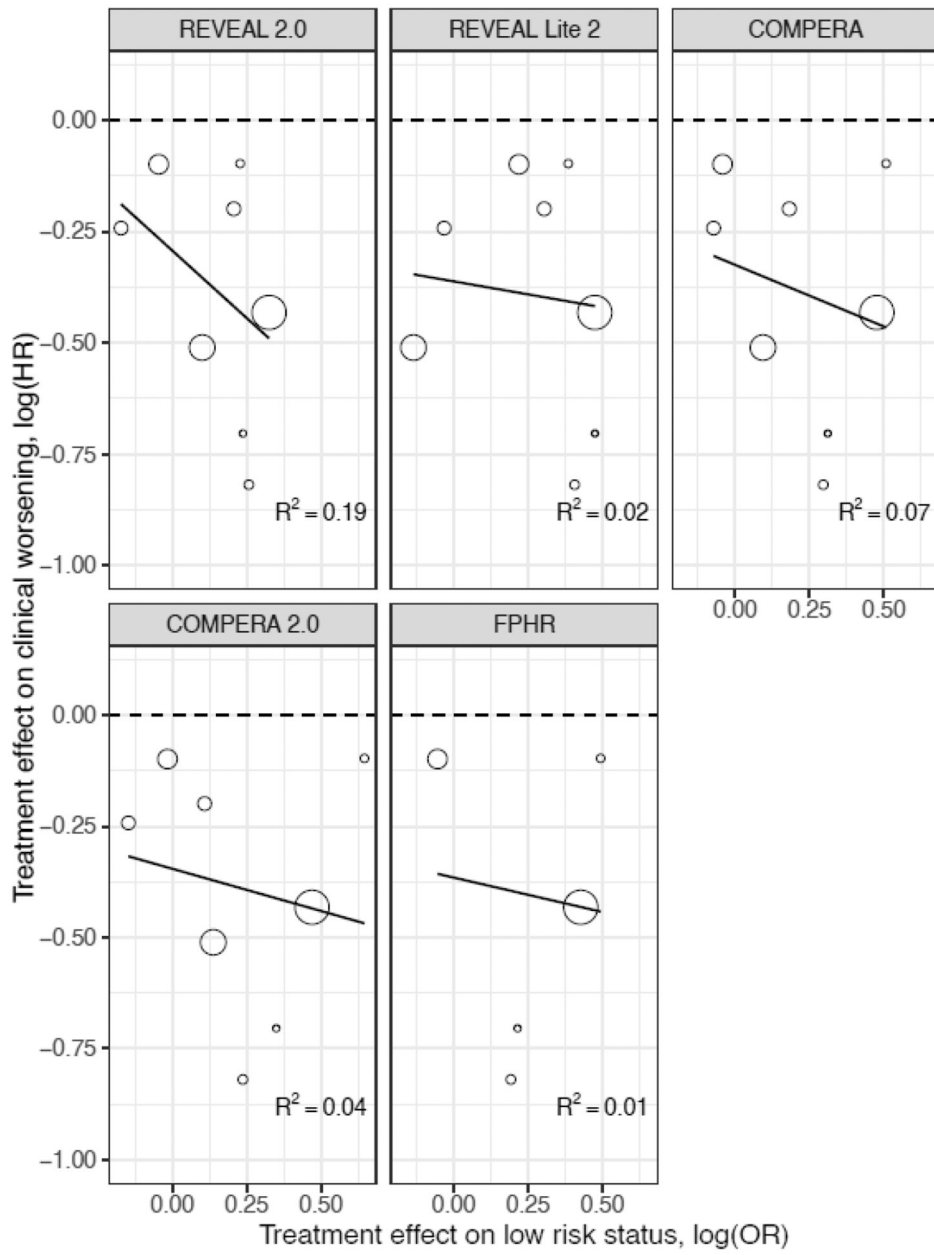 REVEAL 2.0
REVEAL Lite 2
COMPERA
0.00
−0.25
−0.50
−0.75
−1.00
R² = 0.19
R² = 0.02
R² = 0.07
0.00 0.25 0.50
COMPERA 2.0
FPHR
0.00
−0.25
−0.50
−0.75
−1.00
R² = 0.04
R² = 0.01
0.00 0.25 0.50
0.00 0.25 0.50
Treatment effect on clinical worsening, log(HR)
Treatment effect on low risk status, log(OR)